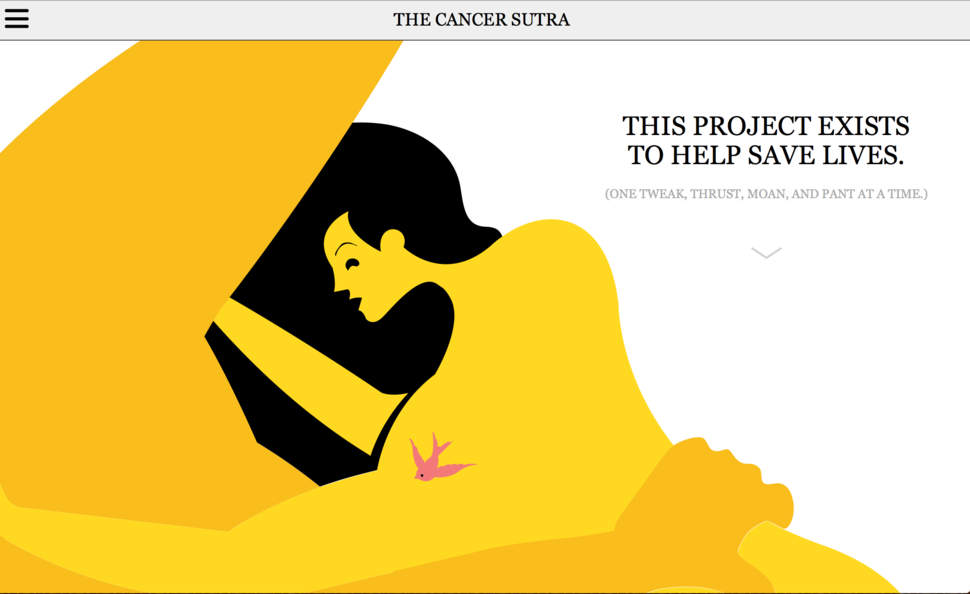 THE CANCER SUTRA
THIS PROJECT EXISTS
TO HELP SAVE LIVES.
(ONE TWEAK, THRUST, MOAN, AND PANT AT A TIME.)